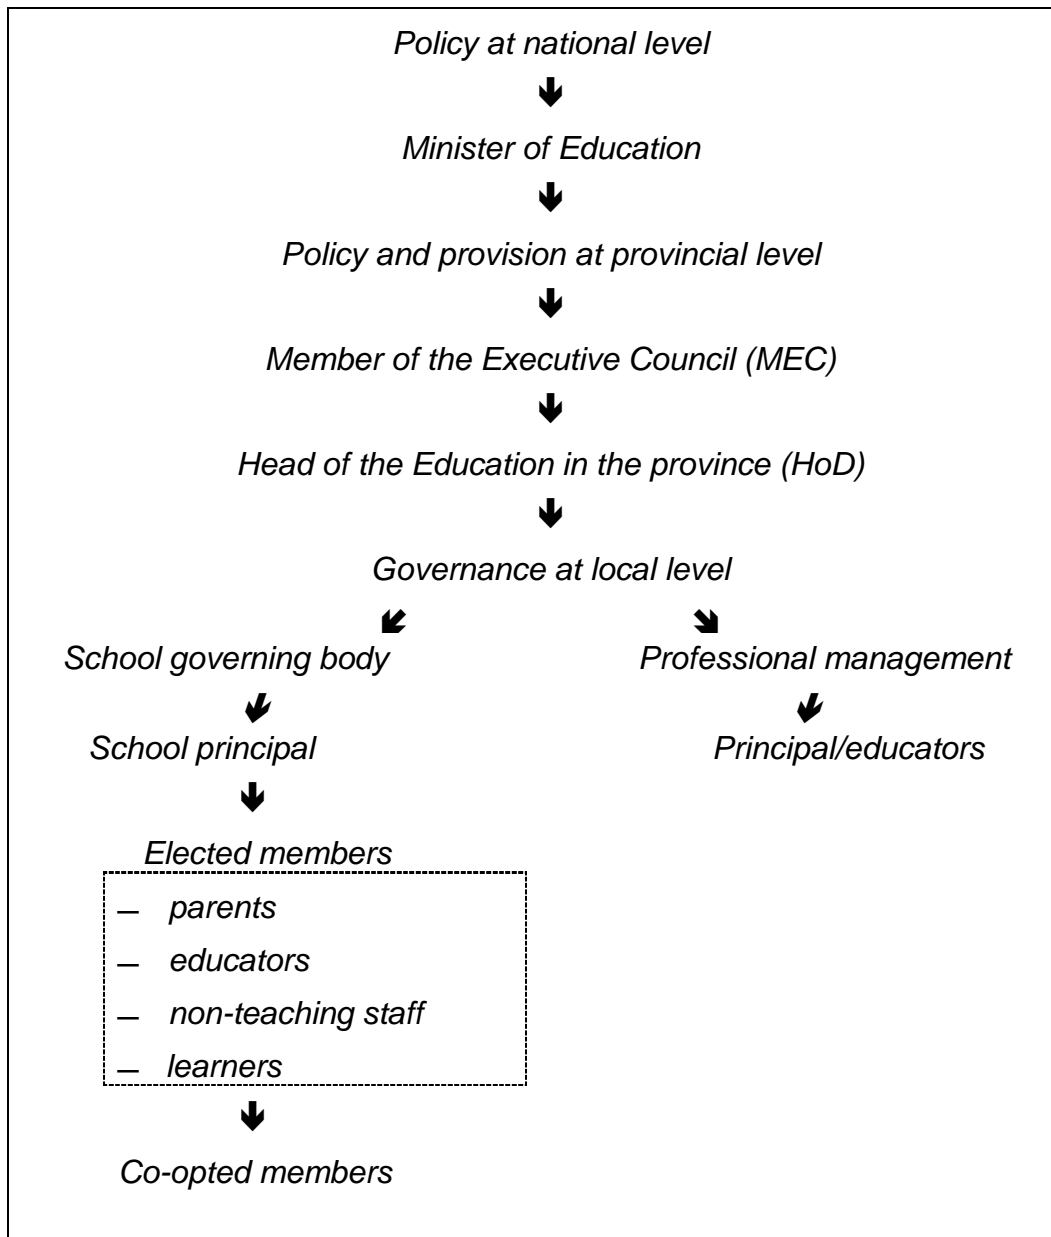 Policy at national level
Minister of Education
Policy and provision at provincial level
Member of the Executive Council (MEC)
Head of the Education in the province (HoD)
Governance at local level
School governing body
Professional management
School principal
Principal/educators
Elected members
– parents
– educators
– non-teaching staff
– learners
Co-opted members